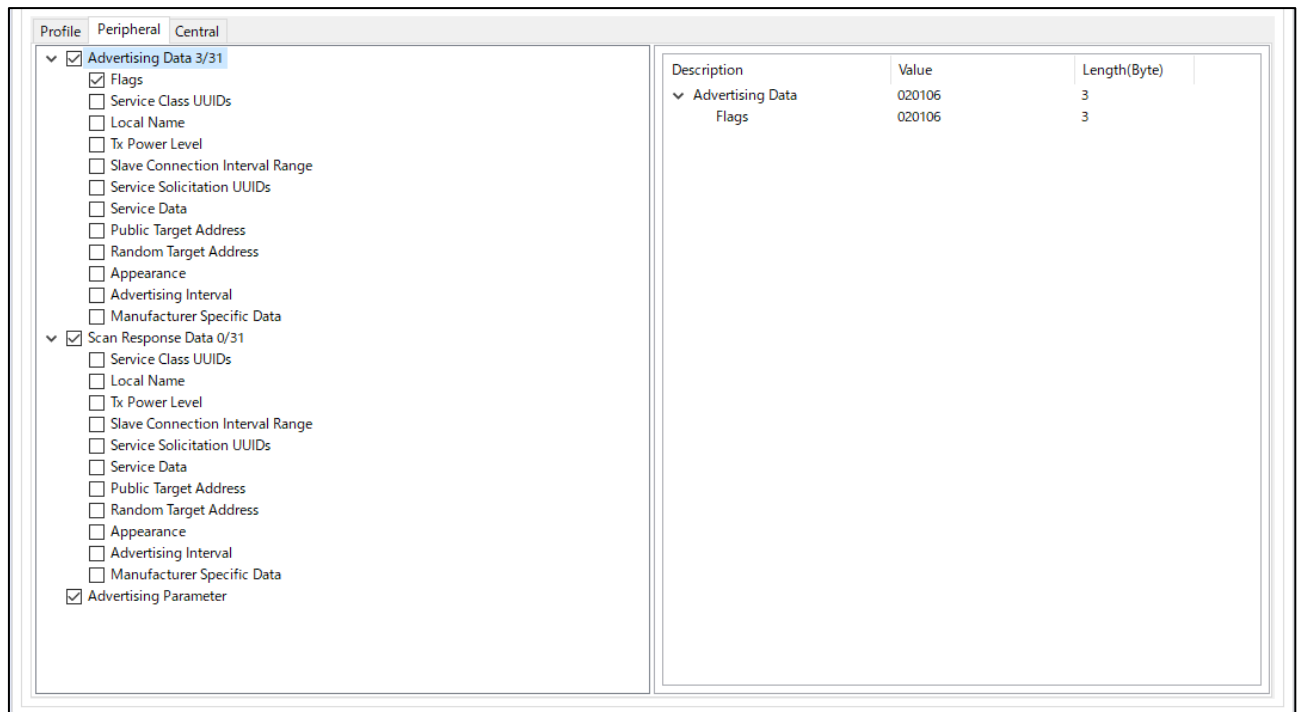 Profile Peripheral Central
Advertising Data 3/31
Flags
Service Class UUIDs
Local Name
Tx Power Level
Slave Connection Interval Range
Service Solicitation UUIDs
Service Data
Public Target Address
Random Target Address
Appearance
Advertising Interval
Manufacturer Specific Data
Scan Response Data 0/31
Service Class UUIDs
Local Name
Tx Power Level
Slave Connection Interval Range
Service Solicitation UUIDs
Service Data
Public Target Address
Random Target Address
Appearance
Advertising Interval
Manufacturer Specific Data
Advertising Parameter
Description Value Length(Byte)
Advertising Data 020106 3
Flags 020106 3